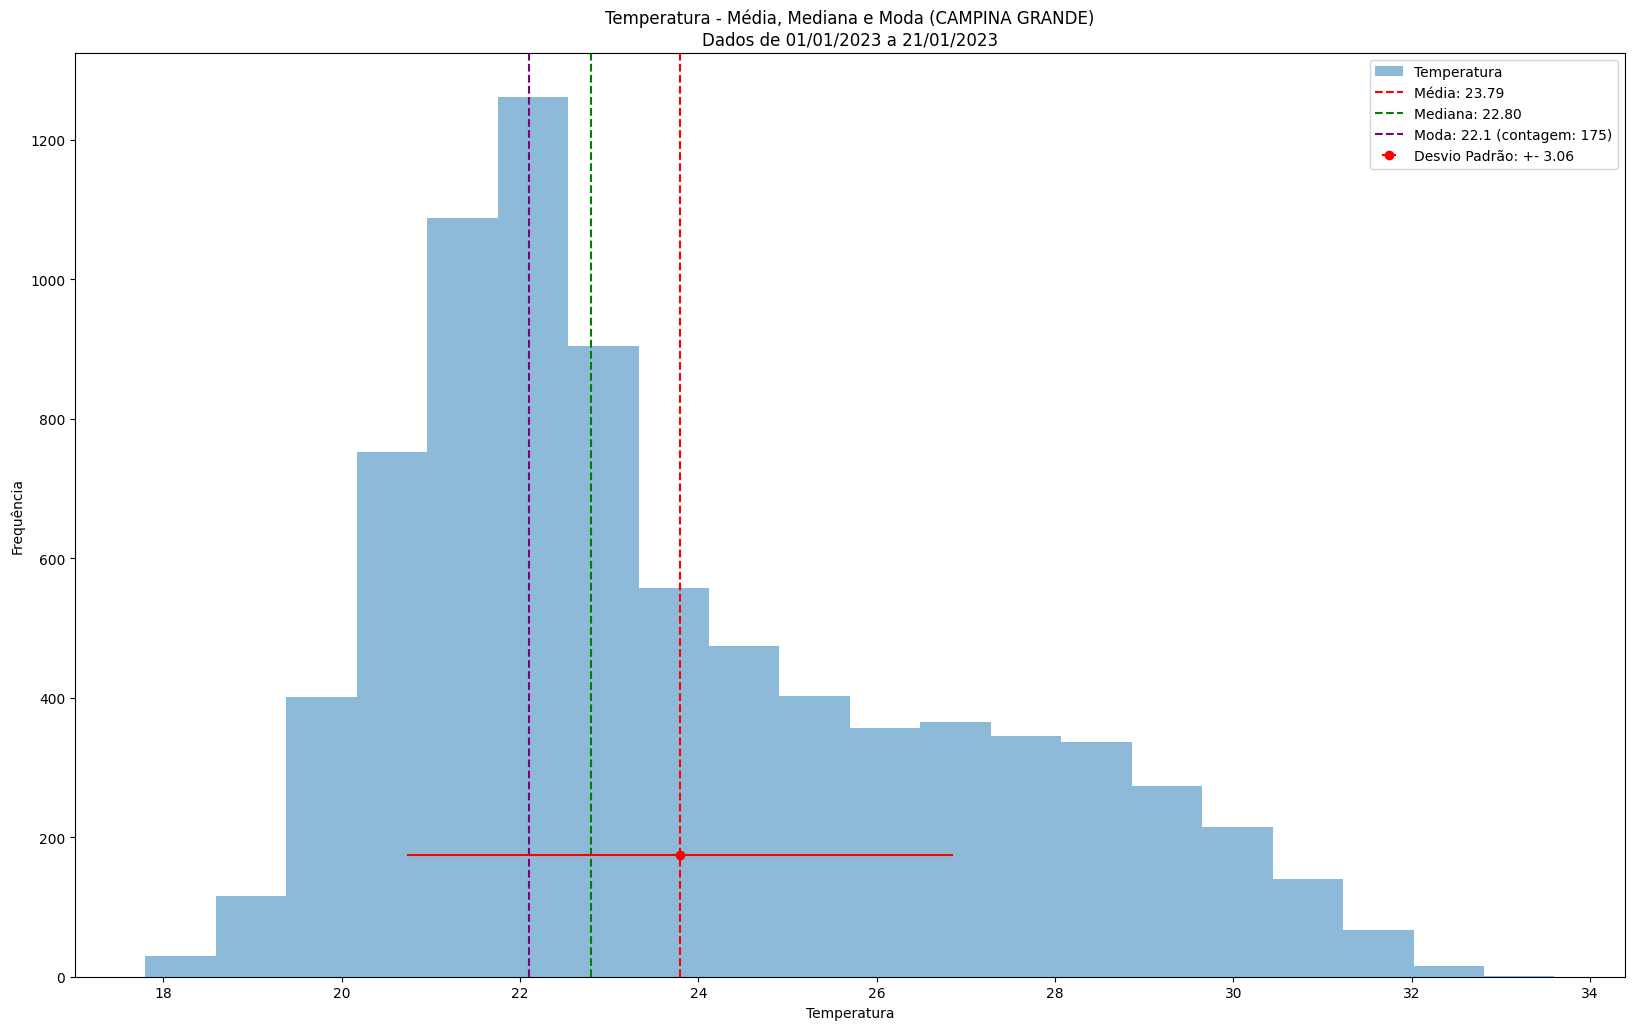 Temperatura - Média, Mediana e Moda (CAMPINA GRANDE)
Dados de 01/01/2023 a 21/01/2023
Temperatura
Média: 23.79
Mediana: 22.80
Moda: 22.1 (contagem: 175)
Desvio Padrão: +- 3.06
Frequência
1200
1000
800
600
400
200
0
18 20 22 24 26 28 30 32 34
Temperatura